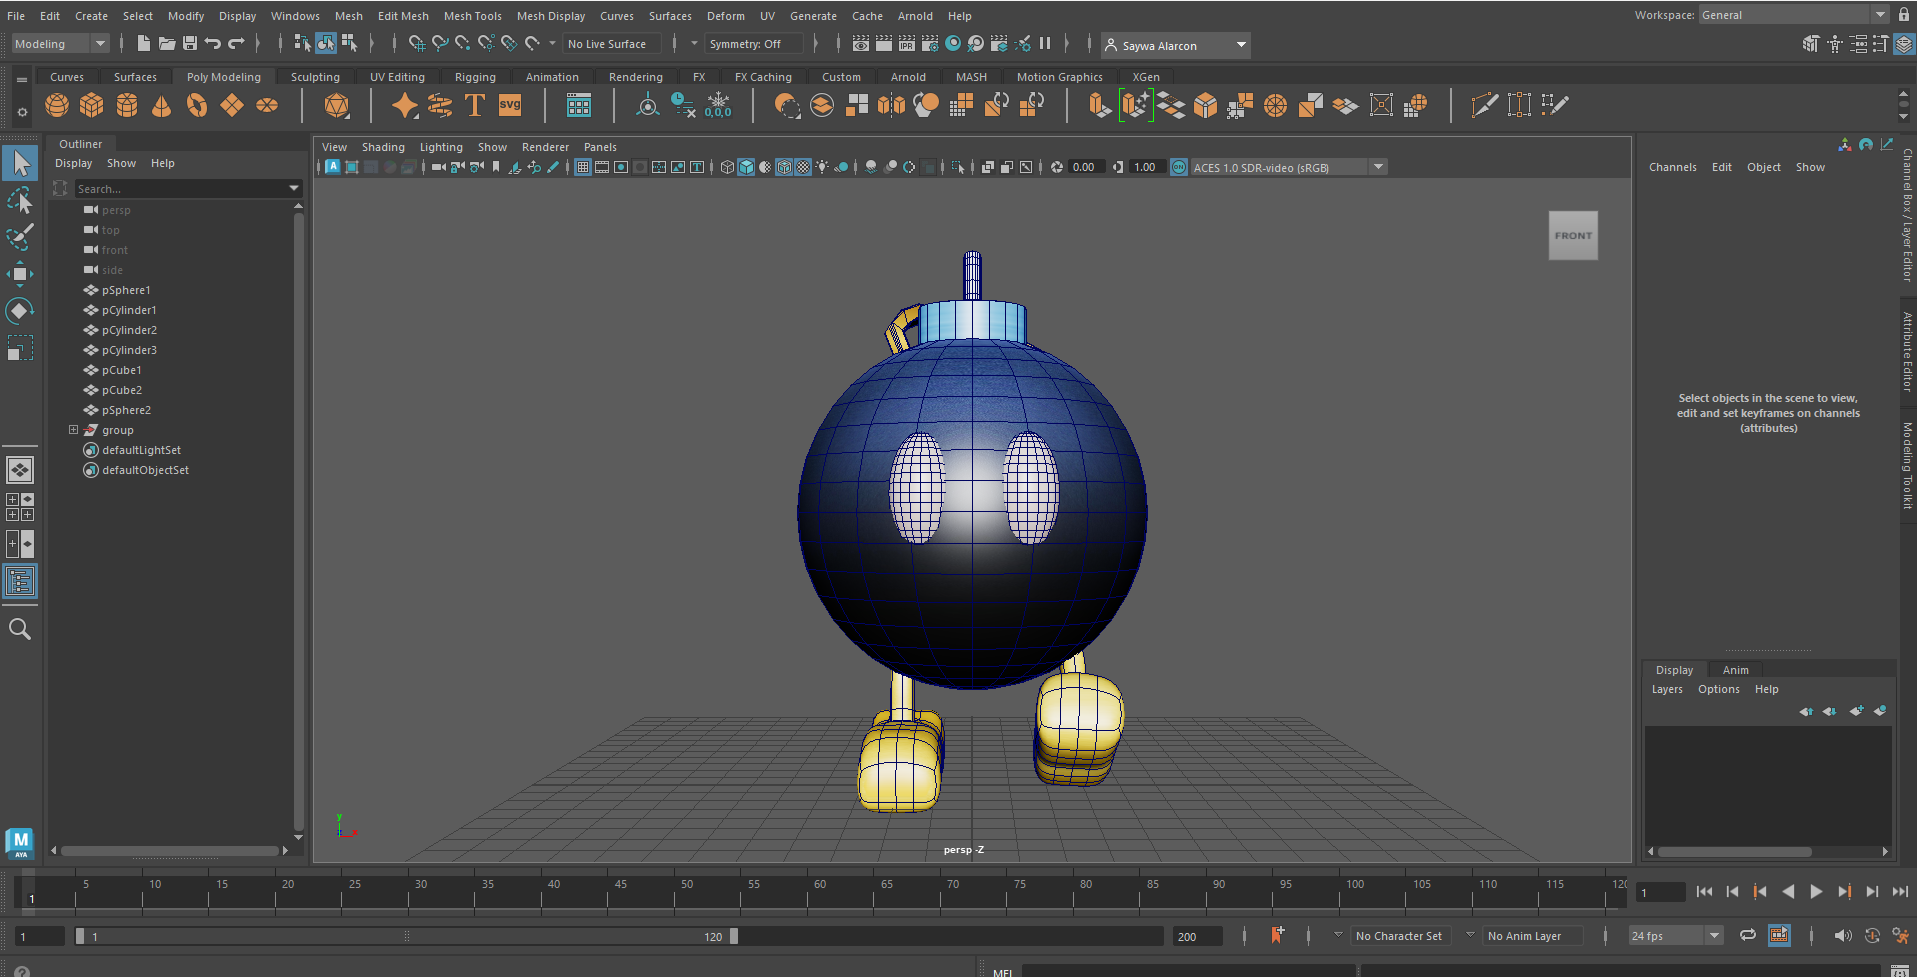 File Edit Create Select Modify Display Windows Mesh Edit Mesh Mesh Tools Mesh Display Curves Surfaces Deform UV Generate Cache Arnold Help Workspace: General
Modeling No Live Surface Symmetry: Off IPR Saywa Alarcon
Curves Surfaces Poly Modeling Sculpting UV Editing Rigging Animation Rendering FX FX Caching Custom Arnold MASH Motion Graphics XGen
T SVG 0,0,0
Outliner
Display Show Help
Search...
persp
top
front
side
pSphere1
pCylinder1
pCylinder2
pCylinder3
pCube1
pCube2
pSphere2
group
defaultLightSet
defaultObjectSet
View Shading Lighting Show Renderer Panels
A 0.00 1.00 ON ACES 1.0 SDR-video (sRGB)
FRONT
y
z x
persp -Z
Channels Edit Object Show
Select objects in the scene to view,
edit and set keyframes on channels
(attributes)
Channel Box / Layer Editor
Attribute Editor
Modeling Toolkit
Display Anim
Layers Options Help
M
AYA
5 10 15 20 25 30 35 40 45 50 55 60 65 70 75 80 85 90 95 100 105 110 115 120
1 1
1 1 120 200 No Character Set No Anim Layer 24 fps
MEL